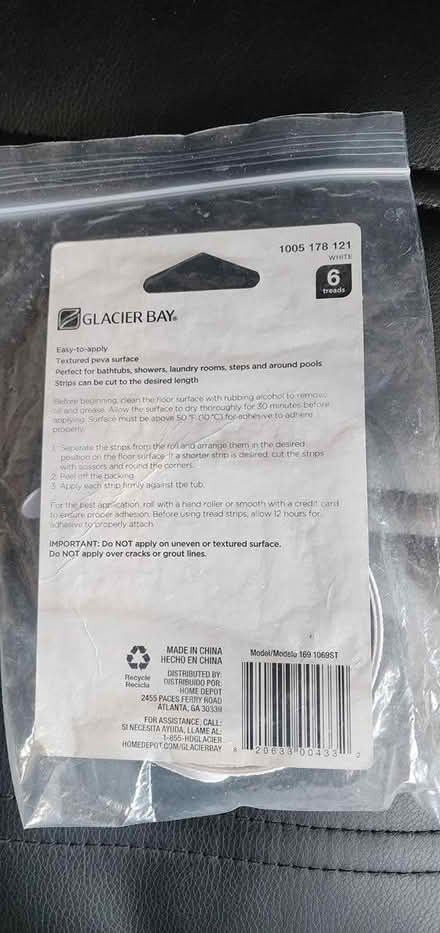 1005 178 121
WHITE
6
treads
GLACIER BAY®
Easy-to-apply
Textured peva surface
Perfect for bathtubs, showers, laundry rooms, steps and around pools
Strips can be cut to the desired length
Before beginning, clean the floor surface with rubbing alcohol to remove
oil and grease. Allow the surface to dry thoroughly for 30 minutes before
applying. Surface must be above 50 °F (10 °C) for adhesive to adhere
properly.
1. Seperate the strips from the roll and arrange them in the desired
position on the floor surface. If a shorter strip is desired, cut the strips
with scissors and round the corners.
2. Peel off the backing.
3. Apply each strip firmly against the tub.
For the best application, roll with a hand roller or smooth with a credit card
to ensure proper adhesion. Before using tread strips, allow 12 hours for
adhesive to properly attach.
IMPORTANT: Do NOT apply on uneven or textured surface.
Do NOT apply over cracks or grout lines.
Recycle
Recicla
MADE IN CHINA
HECHO EN CHINA
DISTRIBUTED BY:
DISTRIBUIDO POR:
HOME DEPOT
2455 PACES FERRY ROAD
ATLANTA, GA 30339
FOR ASSISTANCE, CALL:
SI NECESITA AYUDA, LLAME AL:
1-855-HDGLACIER
HOMEDEPOT.COM/GLACIERBAY
Model/Modelo 169 1069ST
8 20633 00433 2